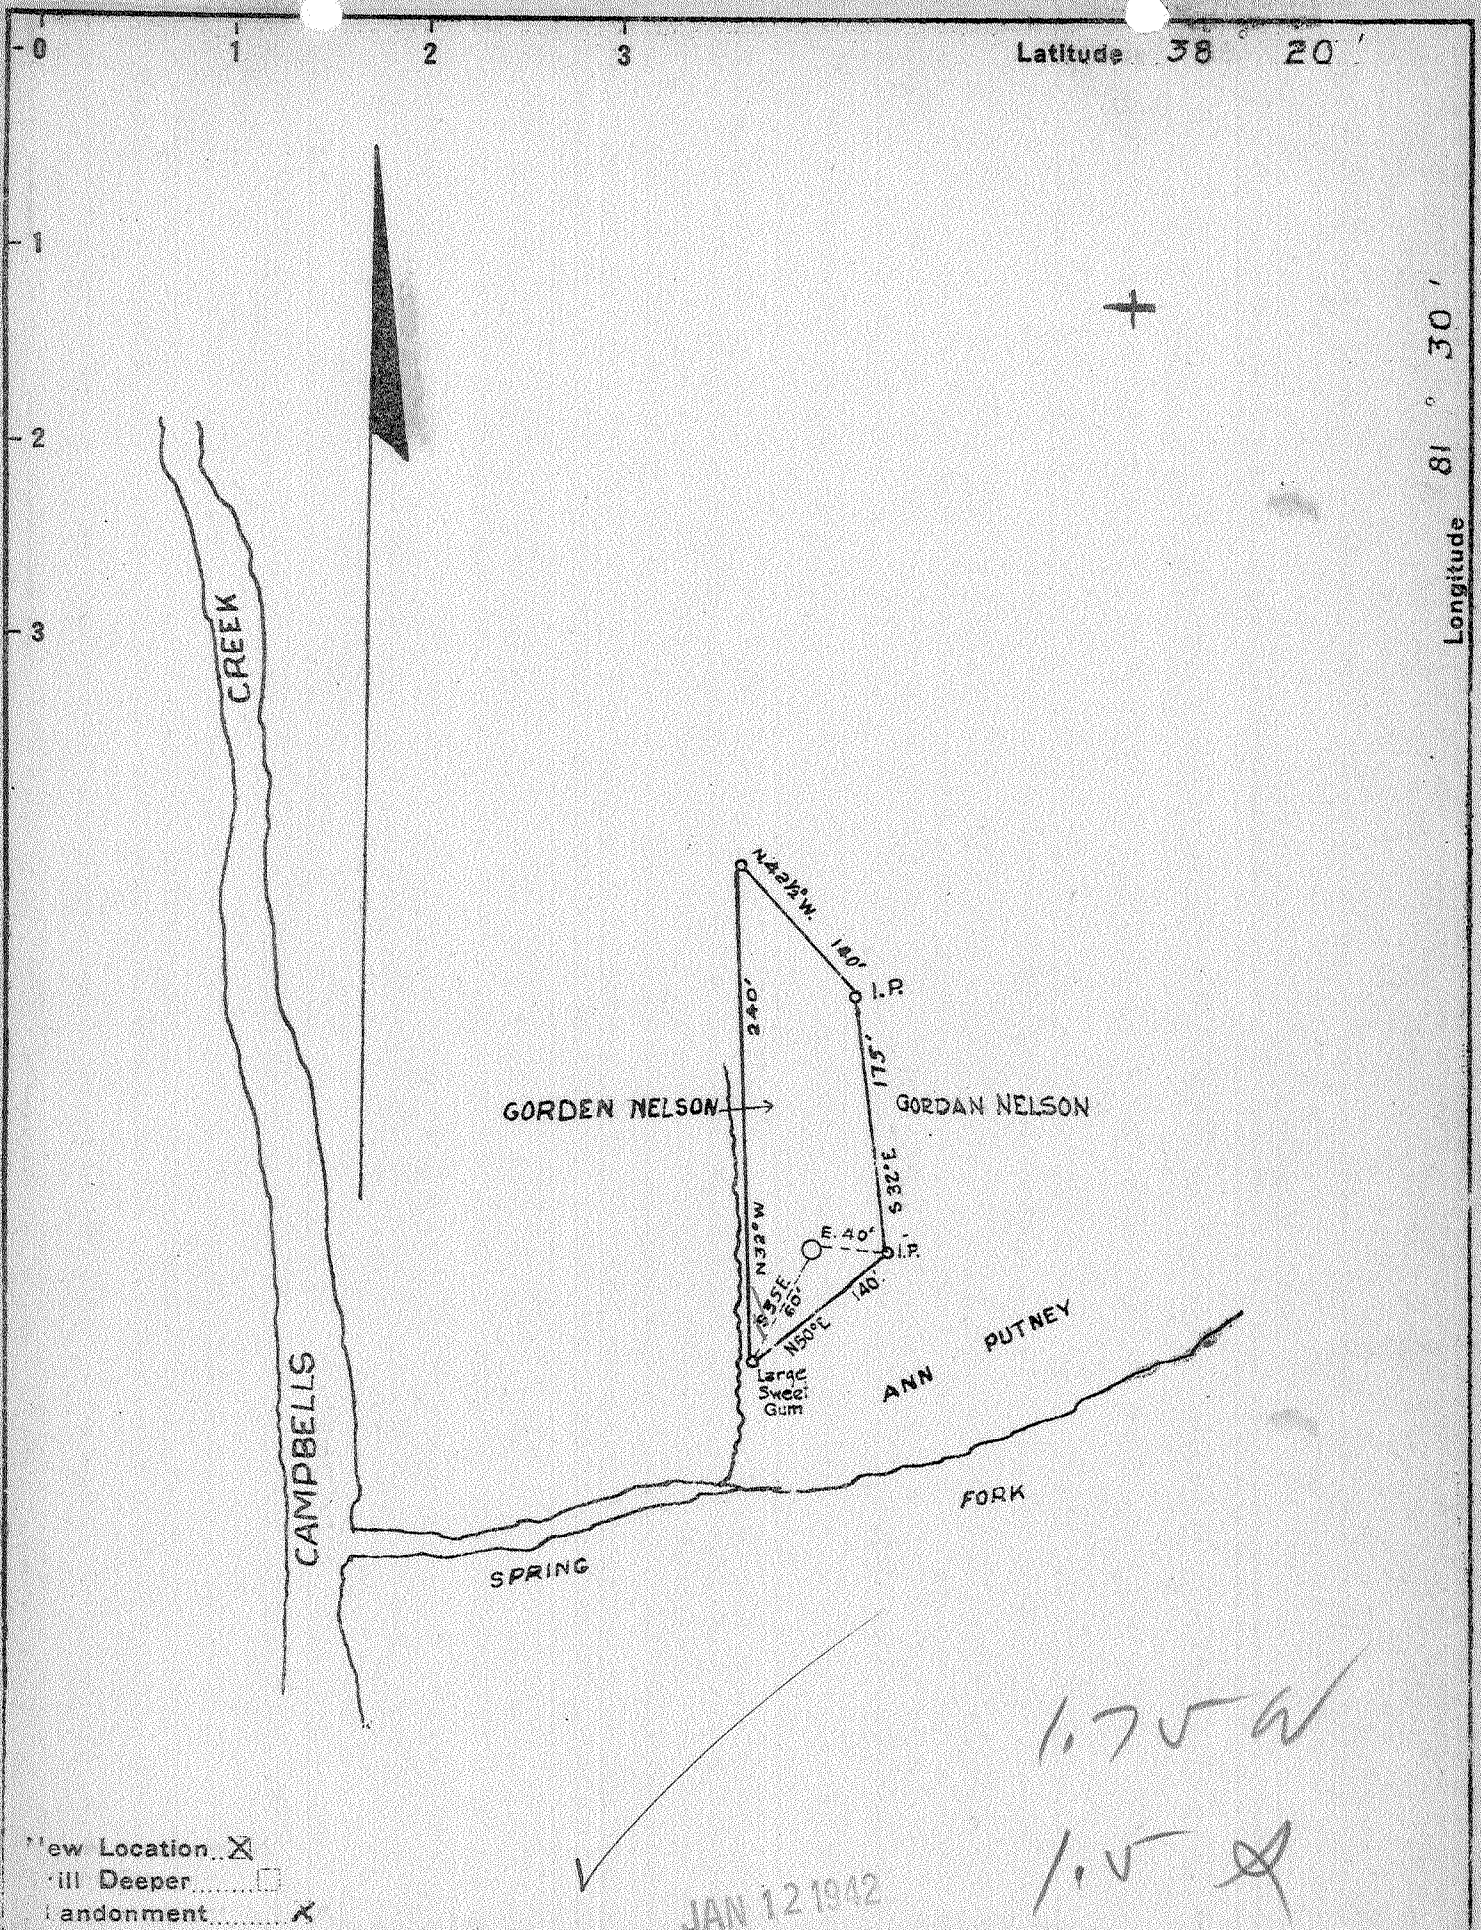 0 1 2 3 Latitude 38 ° 20 '
1
2
3
Longitude 81 ° 30 '
CAMPBELLS CREEK
N.42½°W. 140'
I.P.
240'
175'
GORDEN NELSON
GORDAN NELSON
S 32°E
N32°W
E. 40'
I.P.
60'
140'
N50°E
Large
Sweet
Gum
ANN PUTNEY
SPRING FORK
1.75 W
1.5
ew Location X
ill Deeper
andonment X
JAN 12 1942